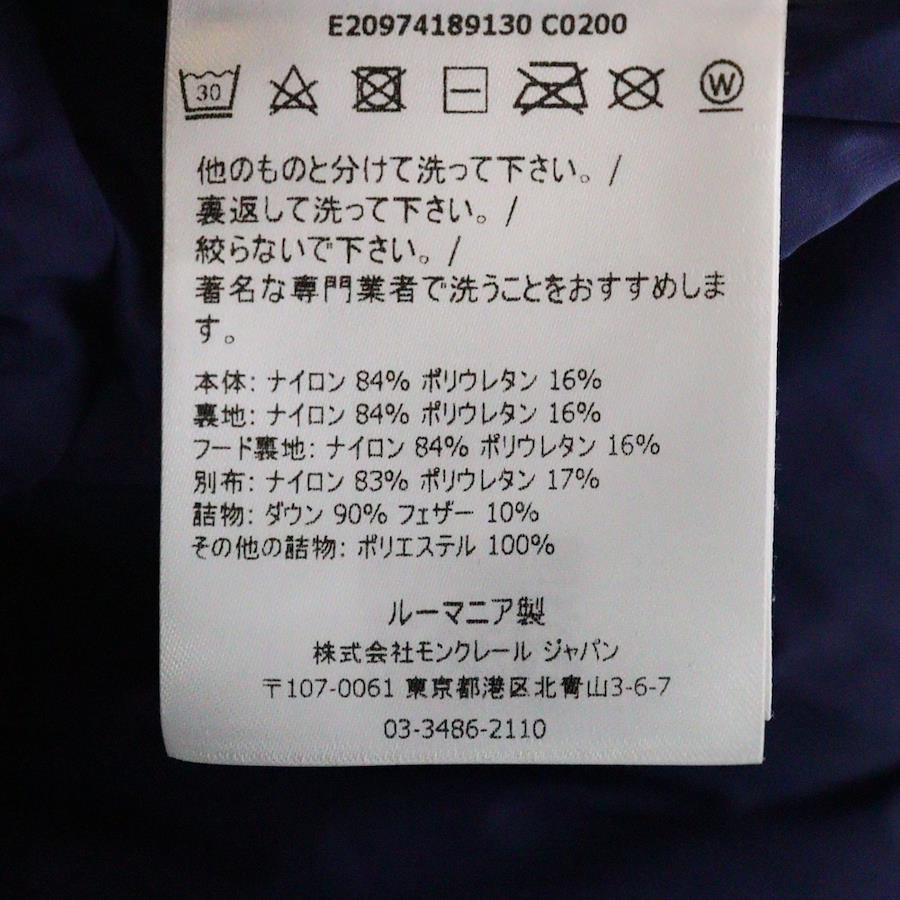 E20974189130 C0200
30 W
他のものと分けて洗って下さい。/
裏返して洗って下さい。/
絞らないで下さい。/
著名な専門業者で洗うことをおすすめしま
す。
本体: ナイロン 84% ポリウレタン 16%
裏地: ナイロン 84% ポリウレタン 16%
フード裏地: ナイロン 84% ポリウレタン 16%
別布: ナイロン 83% ポリウレタン 17%
詰物: ダウン 90% フェザー 10%
その他の詰物: ポリエステル 100%
ルーマニア製
株式会社モンクレール ジャパン
〒107-0061 東京都港区北青山3-6-7
03-3486-2110